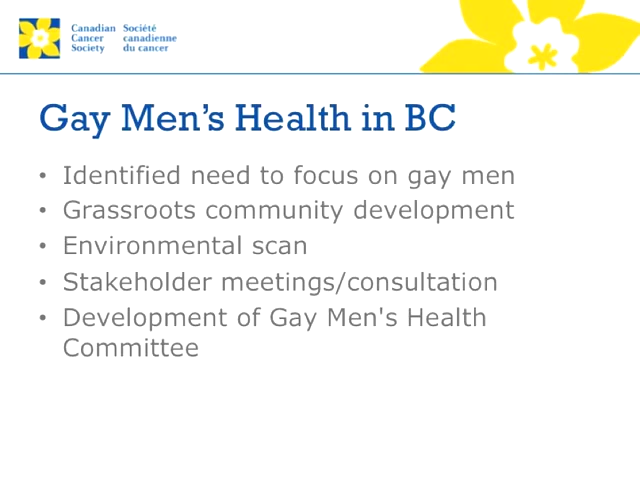 Canadian Société
Cancer canadienne
Society du cancer
Gay Men's Health in BC
• Identified need to focus on gay men
• Grassroots community development
• Environmental scan
• Stakeholder meetings/consultation
• Development of Gay Men's Health
Committee